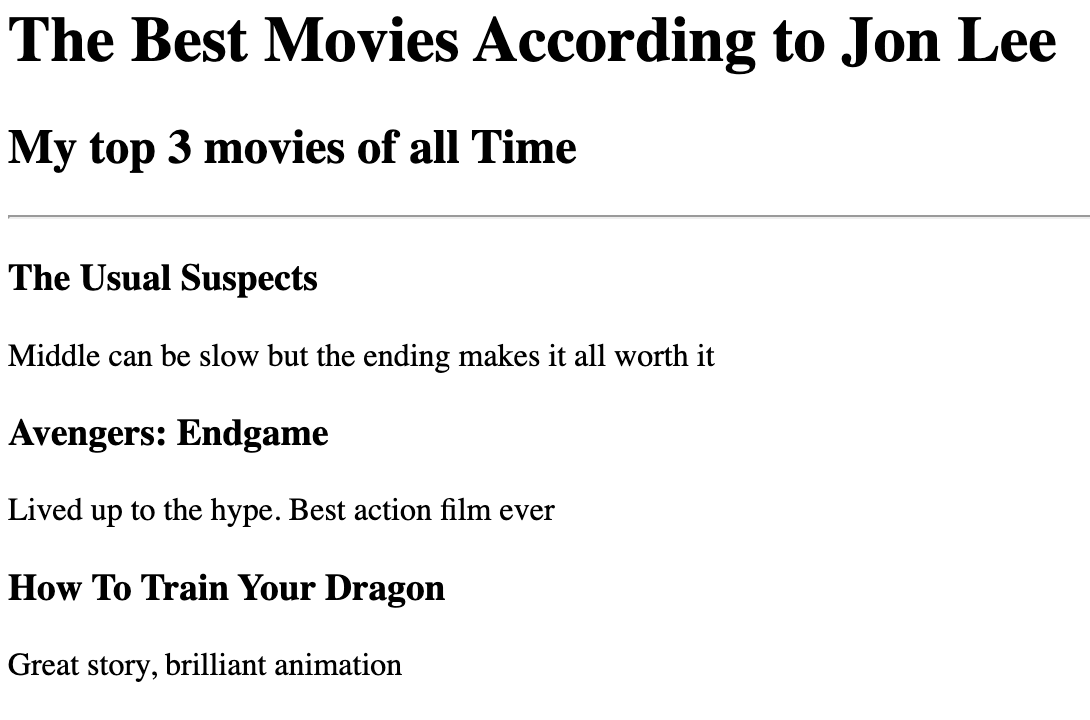 The Best Movies According to Jon Lee
My top 3 movies of all Time
The Usual Suspects
Middle can be slow but the ending makes it all worth it
Avengers: Endgame
Lived up to the hype. Best action film ever
How To Train Your Dragon
Great story, brilliant animation